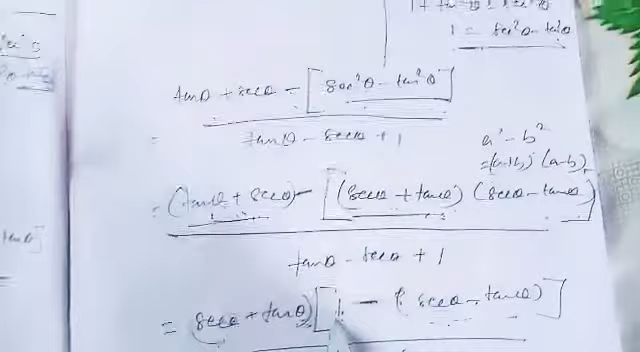 1 = sec²θ - tan²θ
tanθ + secθ - [sec²θ - tan²θ]
= tanθ - secθ + 1
a² - b²
= (a+b) (a-b)
= (tanθ + secθ) - [(secθ + tanθ) (secθ - tanθ)]
tanθ - secθ + 1
= (secθ + tanθ) [1 - (secθ - tanθ)]